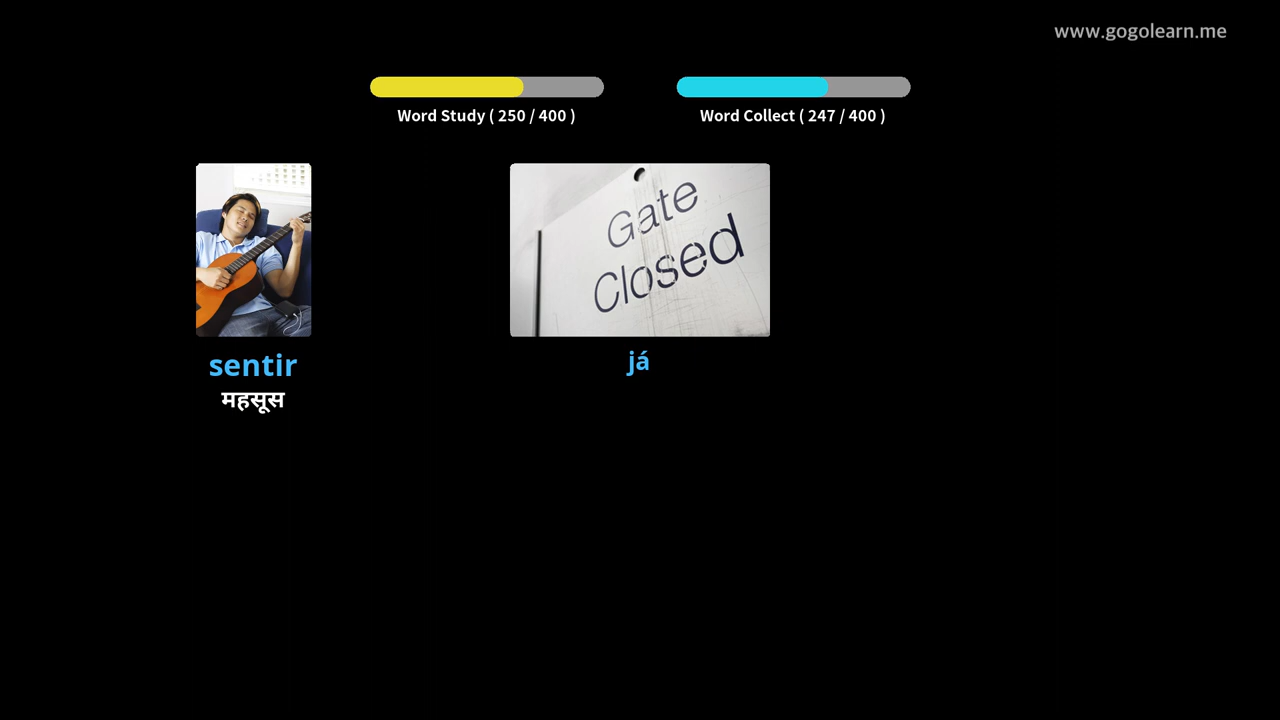 www.gogolearn.me
Word Study ( 250 / 400 )
Word Collect ( 247 / 400 )
Gate
Closed
sentir
महसूस
já